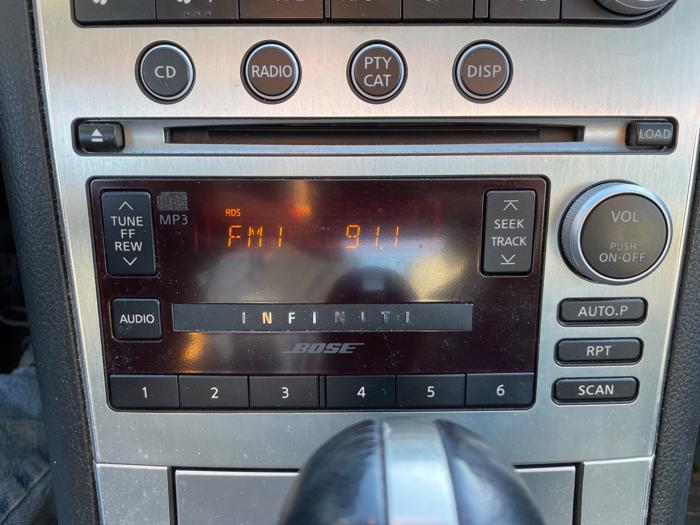 CD
RADIO
PTY
CAT
DISP
LOAD
TUNE
FF
REW
DISC
MP3
RDS
FM1 91.1
SEEK
TRACK
VOL
PUSH
ON·OFF
AUDIO
INFINITI
AUTO.P
BOSE
RPT
1 2 3 4 5 6
SCAN